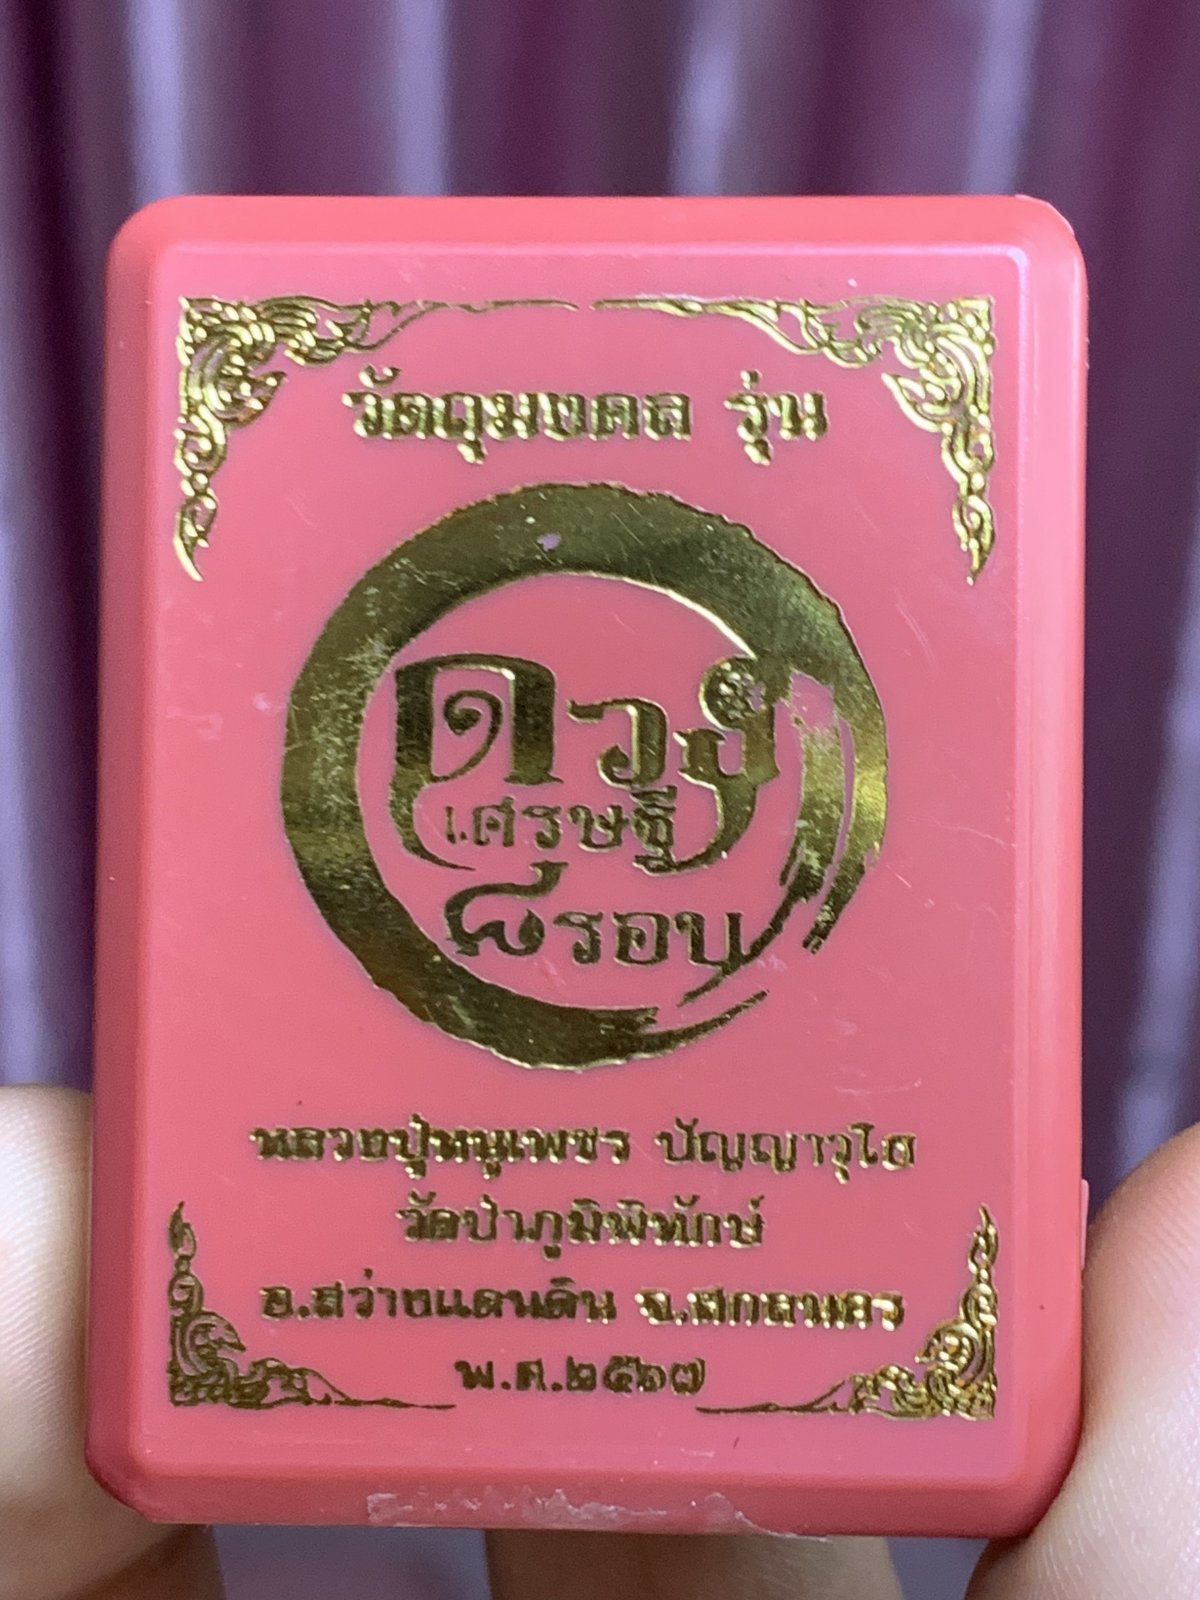 วัตถุมงคล รุ่น
ดวง
เศรษฐี
๘รอบ
หลวงปู่หนูเพชร ปัญญาวุโส
วัดป่าภูมิพิทักษ์
อ.สว่างแดนดิน จ.สกลนคร
พ.ศ.๒๕๖๗